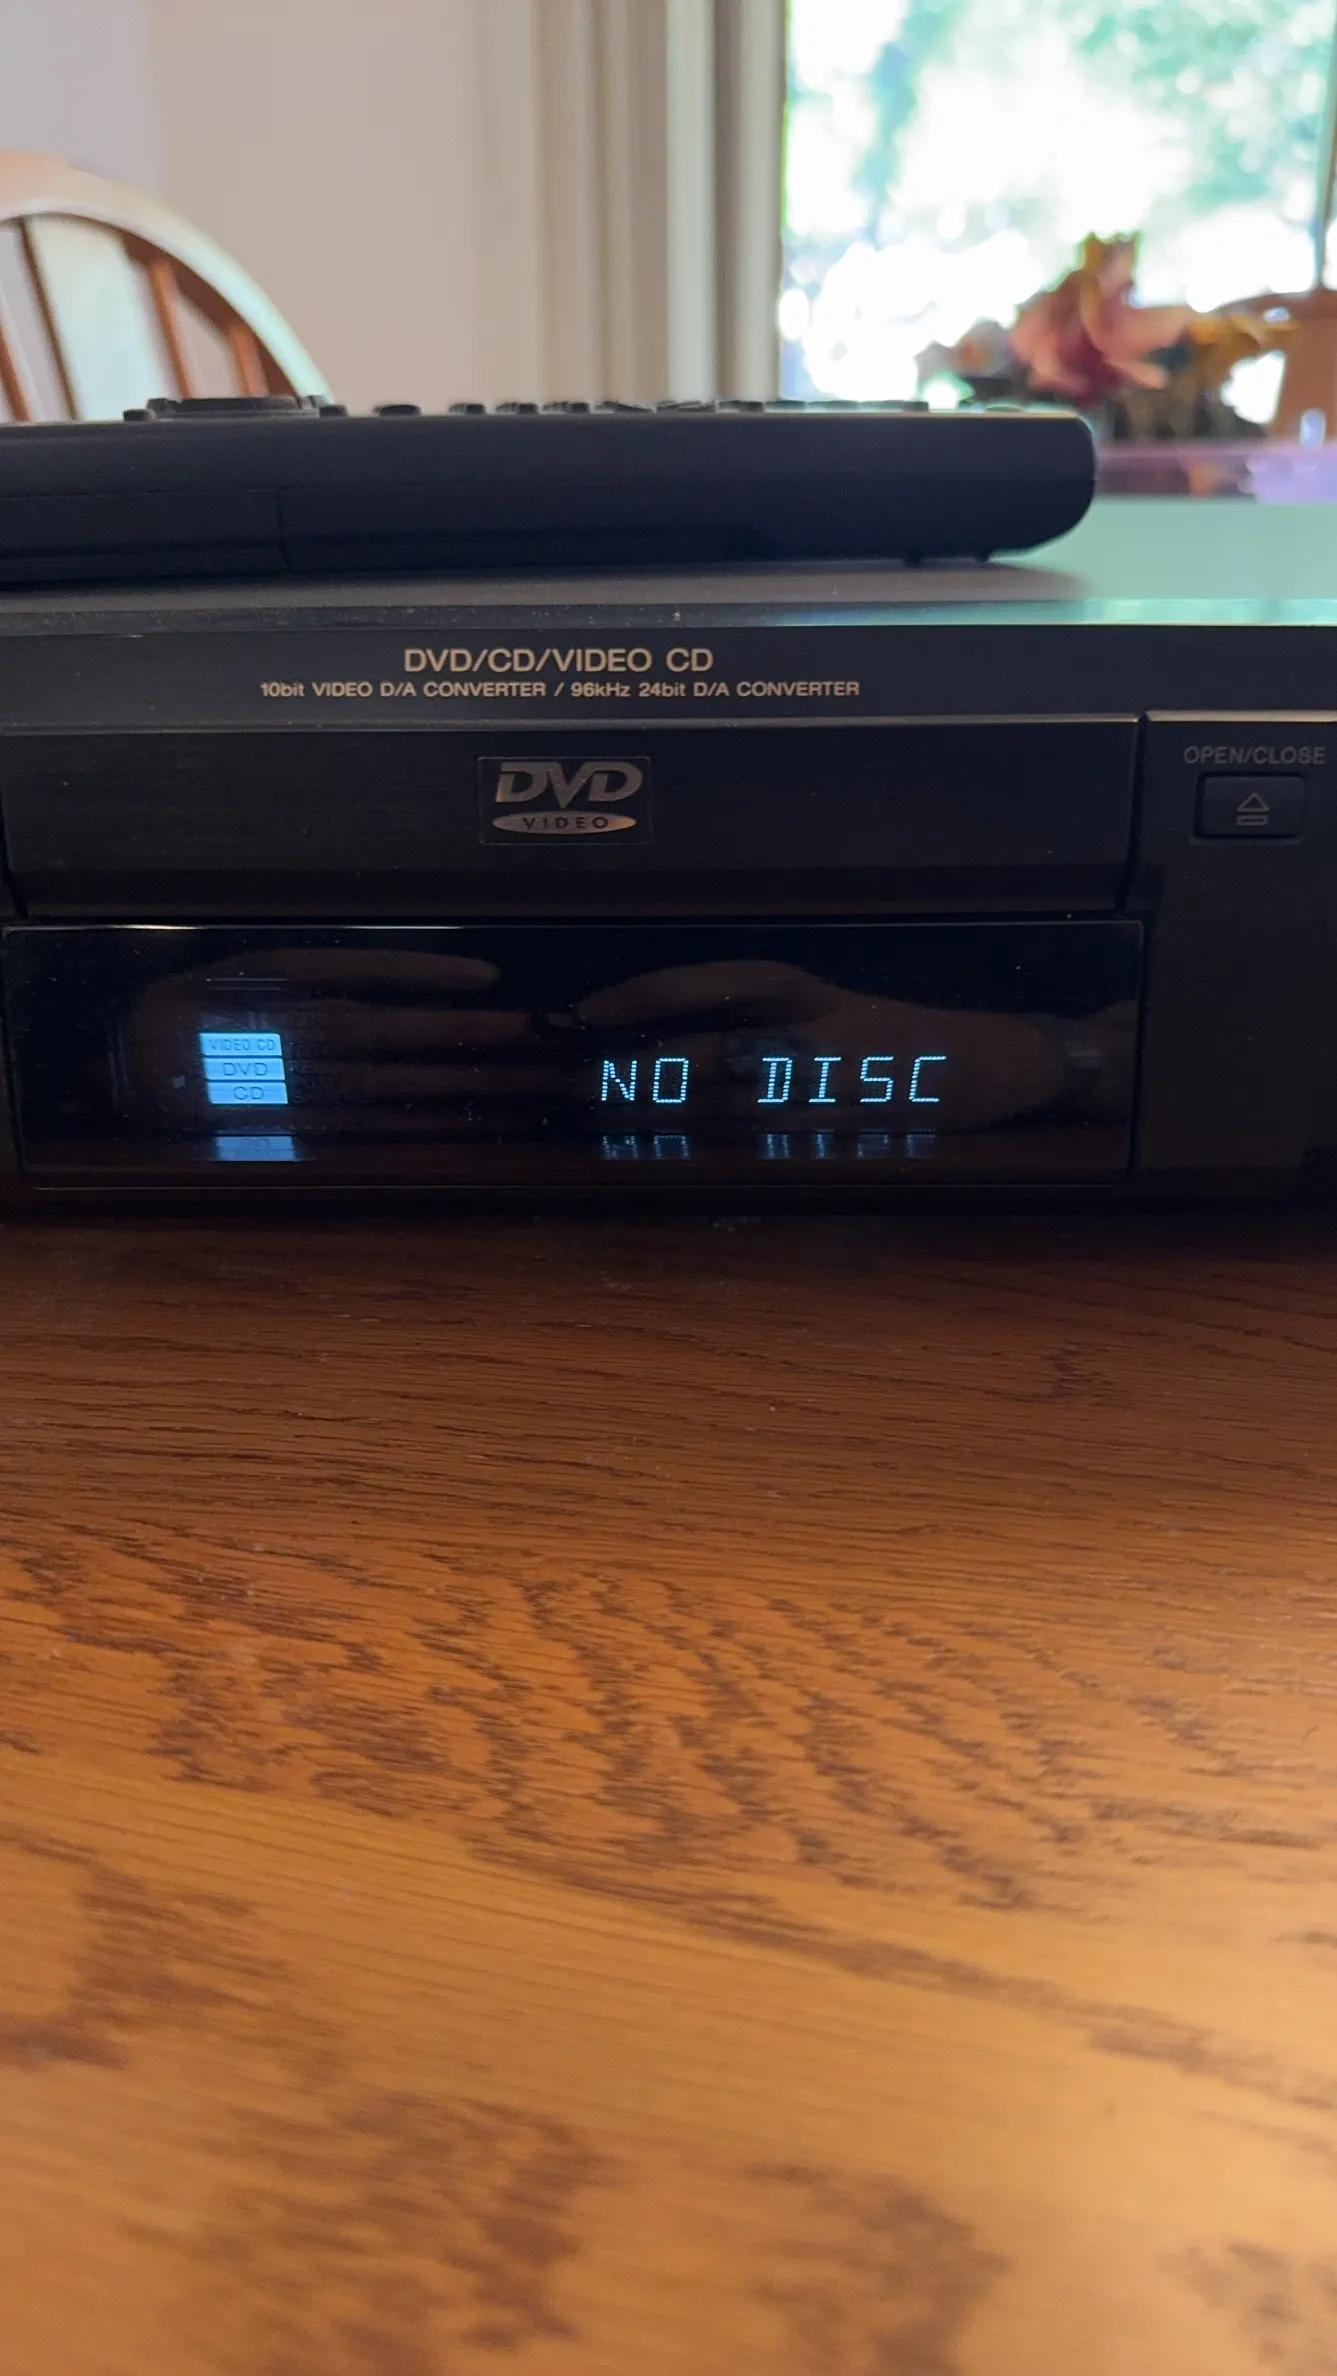 DVD/CD/VIDEO CD
10bit VIDEO D/A CONVERTER / 96kHz 24bit D/A CONVERTER
DVD
VIDEO
OPEN/CLOSE
VIDEO CD
DVD
CD
NO DISC